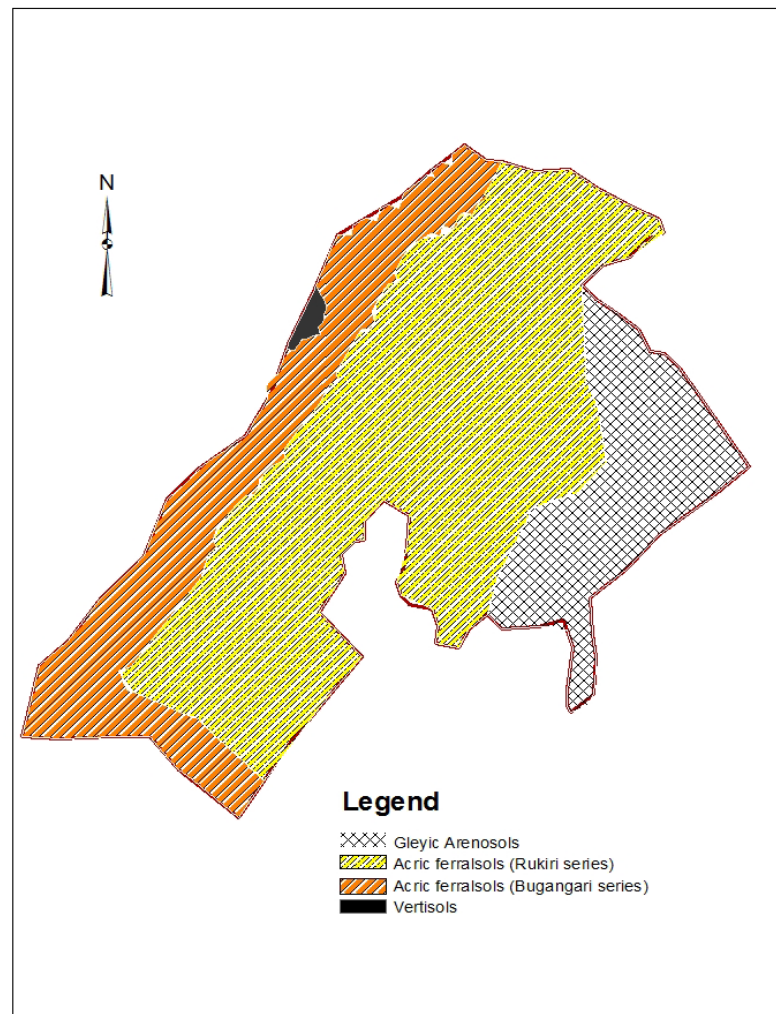 N
Legend
Gleyic Arenosols
Acric ferralsols (Rukiri series)
Acric ferralsols (Bugangari series)
Vertisols